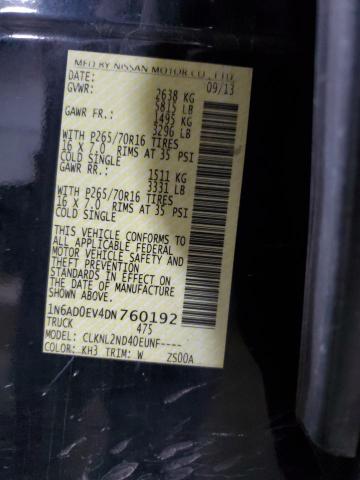 MFD BY NISSAN MOTOR CO., LTD.
DATE: 09/13
GVWR: 2638 KG
5815 LB
GAWR FR.: 1495 KG
3296 LB
WITH P265/70R16 TIRES
16 X 7.0 RIMS AT 35 PSI
COLD SINGLE
GAWR RR.: 1511 KG
3331 LB
WITH P265/70R16 TIRES
16 X 7.0 RIMS AT 35 PSI
COLD SINGLE
THIS VEHICLE CONFORMS TO
ALL APPLICABLE FEDERAL
MOTOR VEHICLE SAFETY AND
STANDARDS IN EFFECT ON
THE DATE OF MANUFACTURE
SHOWN ABOVE.
1N6AD0EV4DN760192
TRUCK 475
MODEL: CLKNL2ND40EUNF----
COLOR: KH3 TRIM: W ZS00A